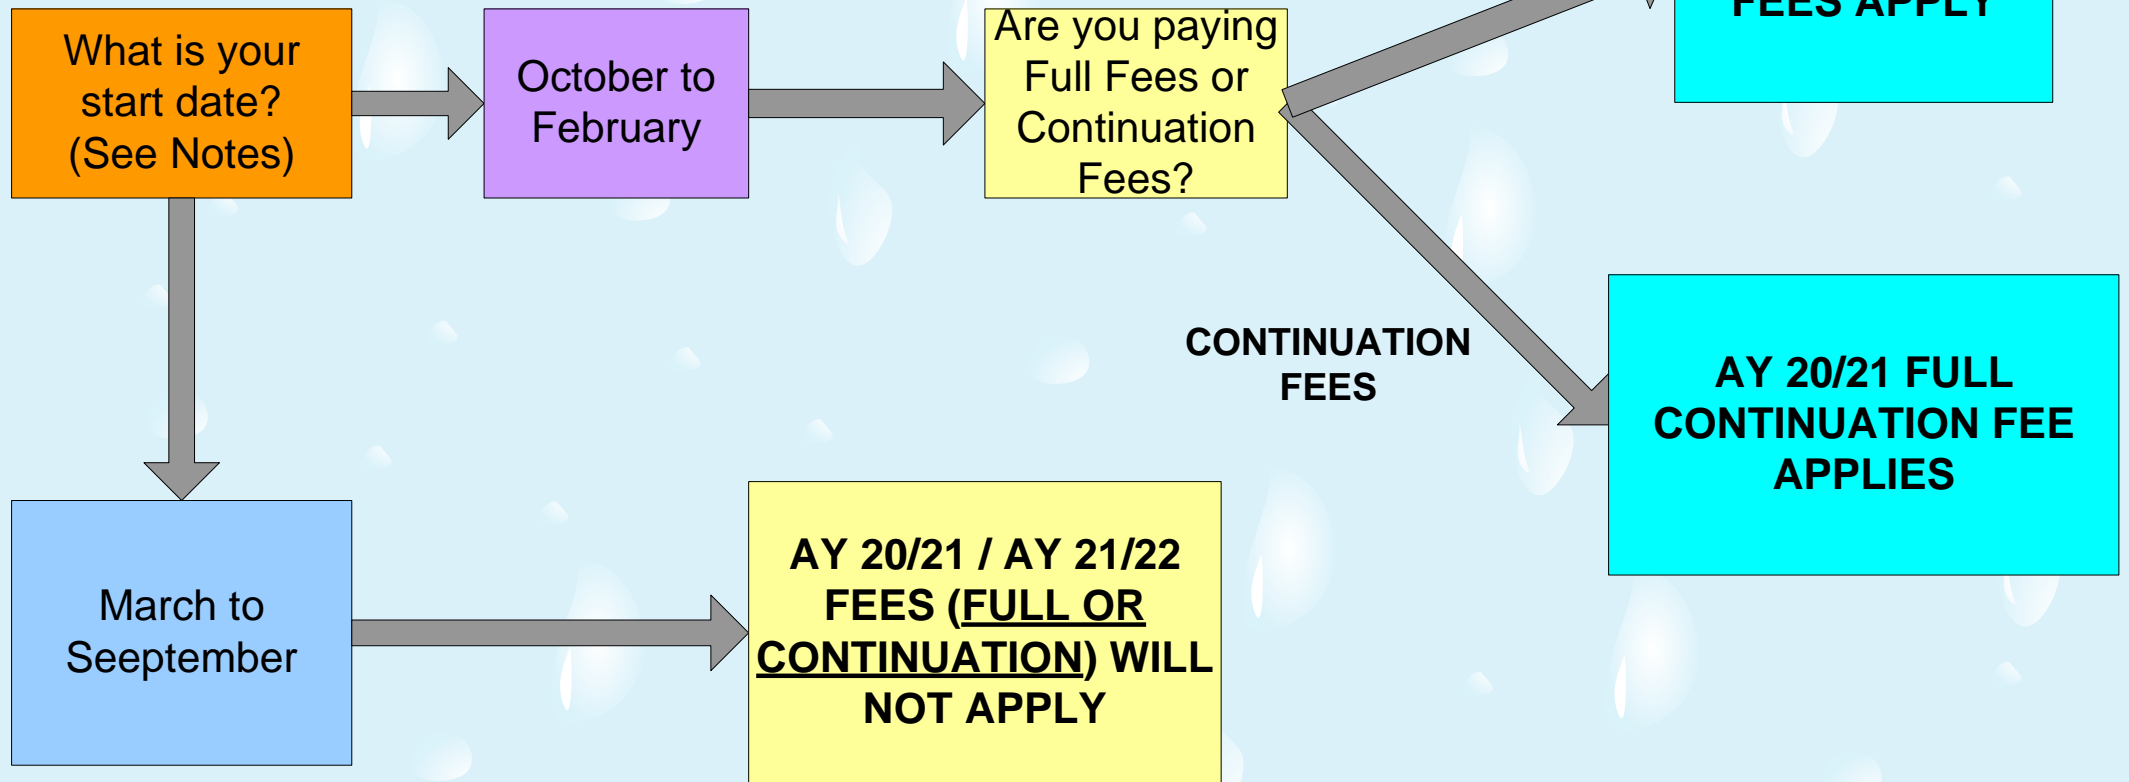 What is your
start date?
(See Notes)
October to
February
Are you paying
Full Fees or
Continuation
Fees?
FEES APPLY
CONTINUATION
FEES
AY 20/21 FULL
CONTINUATION FEE
APPLIES
March to
Seeptember
AY 20/21 / AY 21/22
FEES (FULL OR
CONTINUATION) WILL
NOT APPLY